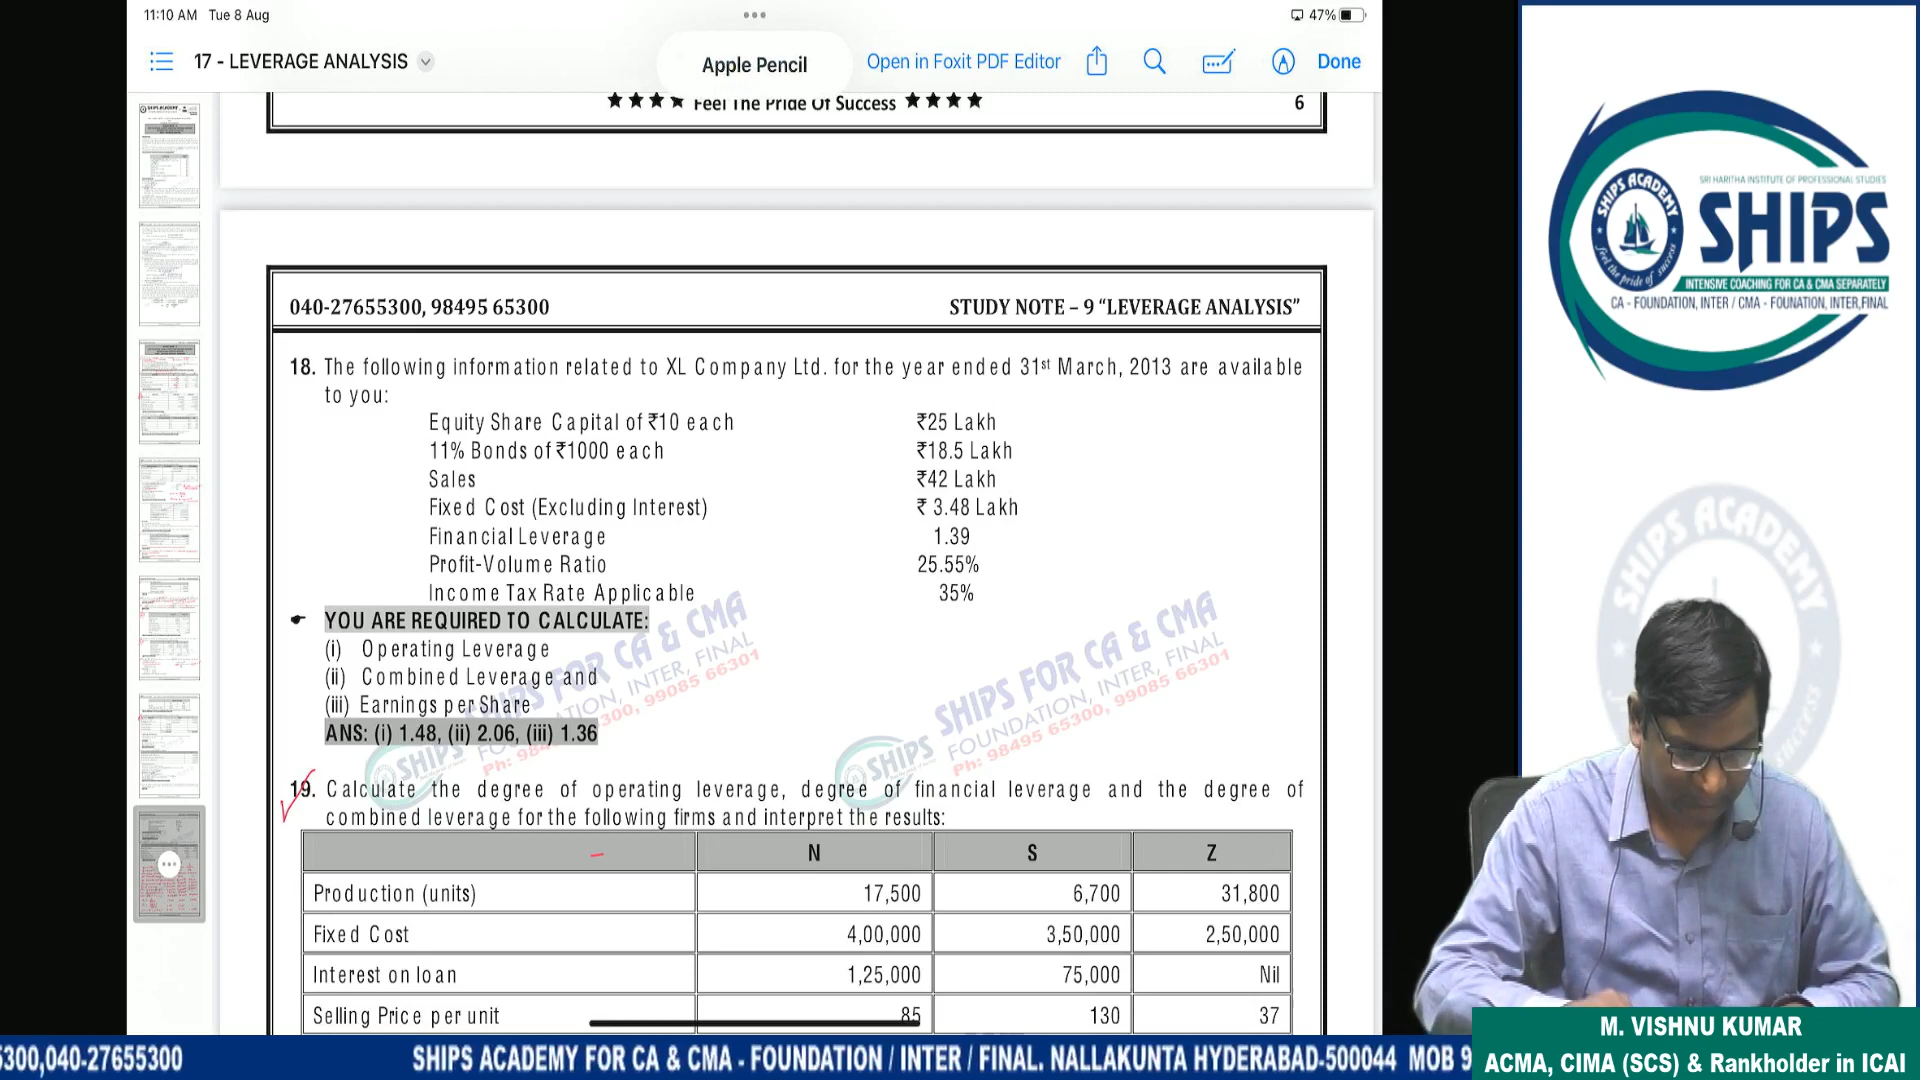 11:10 AM Tue 8 Aug
47%
17 - LEVERAGE ANALYSIS
Apple Pencil
Open in Foxit PDF Editor
Done
★★★★ Feel The Pride Of Success ★★★★
6
040-27655300, 98495 65300
STUDY NOTE – 9 “LEVERAGE ANALYSIS”
18. The following information related to XL Company Ltd. for the year ended 31st March, 2013 are available
to you:
Equity Share Capital of ₹10 each ₹25 Lakh
11% Bonds of ₹1000 each ₹18.5 Lakh
Sales ₹42 Lakh
Fixed Cost (Excluding Interest) ₹ 3.48 Lakh
Financial Leverage 1.39
Profit-Volume Ratio 25.55%
Income Tax Rate Applicable 35%
YOU ARE REQUIRED TO CALCULATE:
(i) Operating Leverage
(ii) Combined Leverage and
(iii) Earnings per Share
ANS: (i) 1.48, (ii) 2.06, (iii) 1.36
SHIPS FOR CA & CMA
FOUNDATION, INTER, FINAL
Ph: 98495 65300, 99085 66301
SHIPS
19. Calculate the degree of operating leverage, degree of financial leverage and the degree of
combined leverage for the following firms and interpret the results:
N S Z
Production (units) 17,500 6,700 31,800
Fixed Cost 4,00,000 3,50,000 2,50,000
Interest on loan 1,25,000 75,000 Nil
Selling Price per unit 85 130 37
SRI HARITHA INSTITUTE OF PROFESSIONAL STUDIES
SHIPS ACADEMY
feel the pride of success
SHIPS
INTENSIVE COACHING FOR CA & CMA SEPARATELY
CA - FOUNDATION, INTER / CMA - FOUNATION, INTER,FINAL
SHIPS ACADEMY
M. VISHNU KUMAR
ACMA, CIMA (SCS) & Rankholder in ICAI
5300,040-27655300
SHIPS ACADEMY FOR CA & CMA - FOUNDATION / INTER / FINAL. NALLAKUNTA HYDERABAD-500044 MOB 9